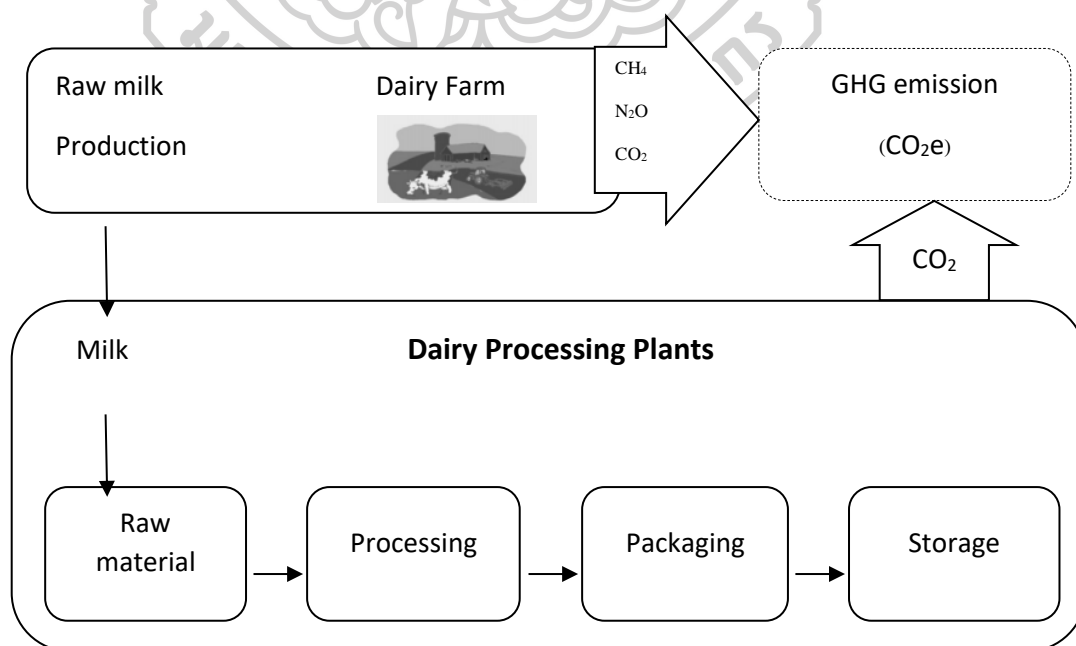 Raw milk
Production
Dairy Farm
CH₄
N₂O
CO₂
GHG emission
(CO₂e)
CO₂
Milk
Dairy Processing Plants
Raw
material
Processing
Packaging
Storage